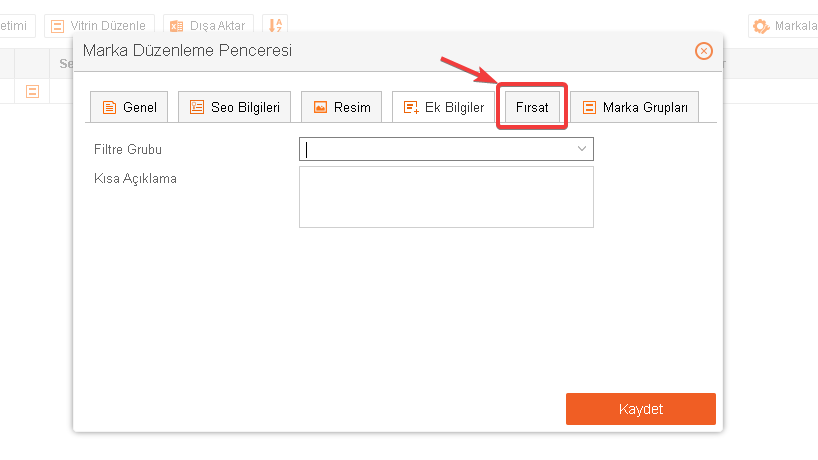 etimi Vitrin Düzenle Dışa Aktar Markala
Marka Düzenleme Penceresi
Se
Genel Seo Bilgileri Resim Ek Bilgiler Fırsat Marka Grupları
Filtre Grubu
Kısa Açıklama
Kaydet